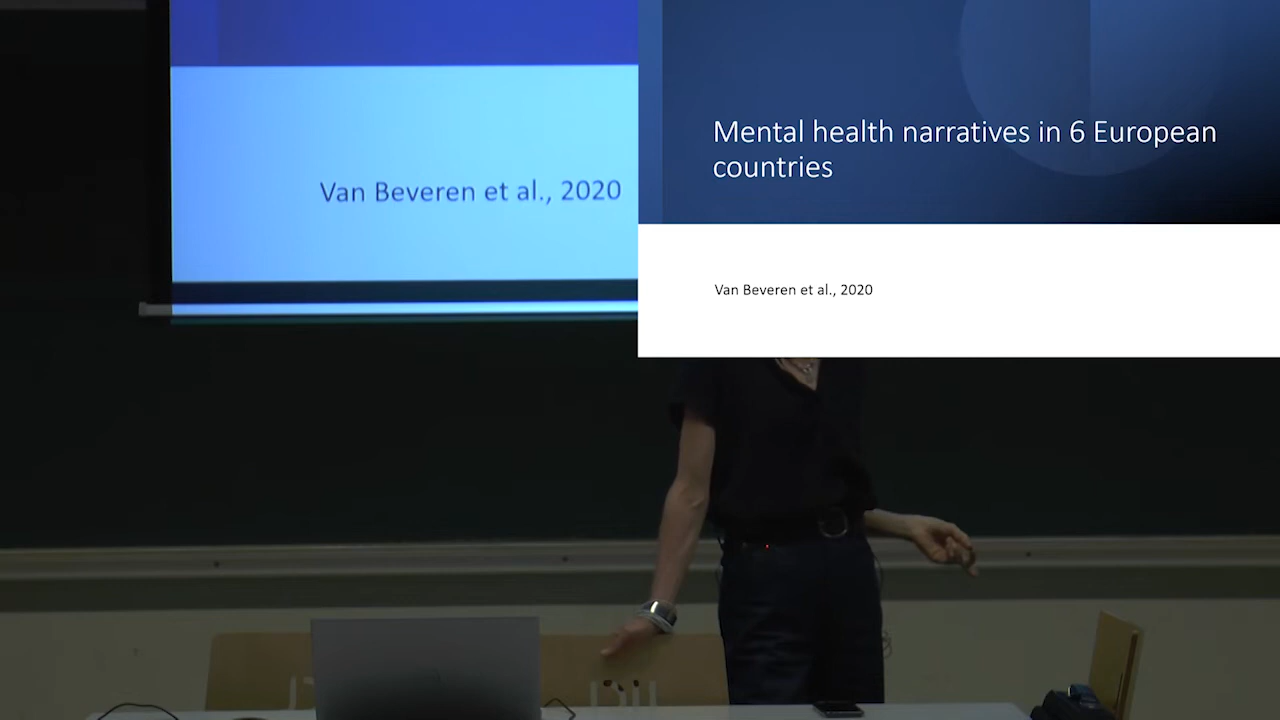 Van Beveren et al., 2020
Mental health narratives in 6 European
countries
Van Beveren et al., 2020